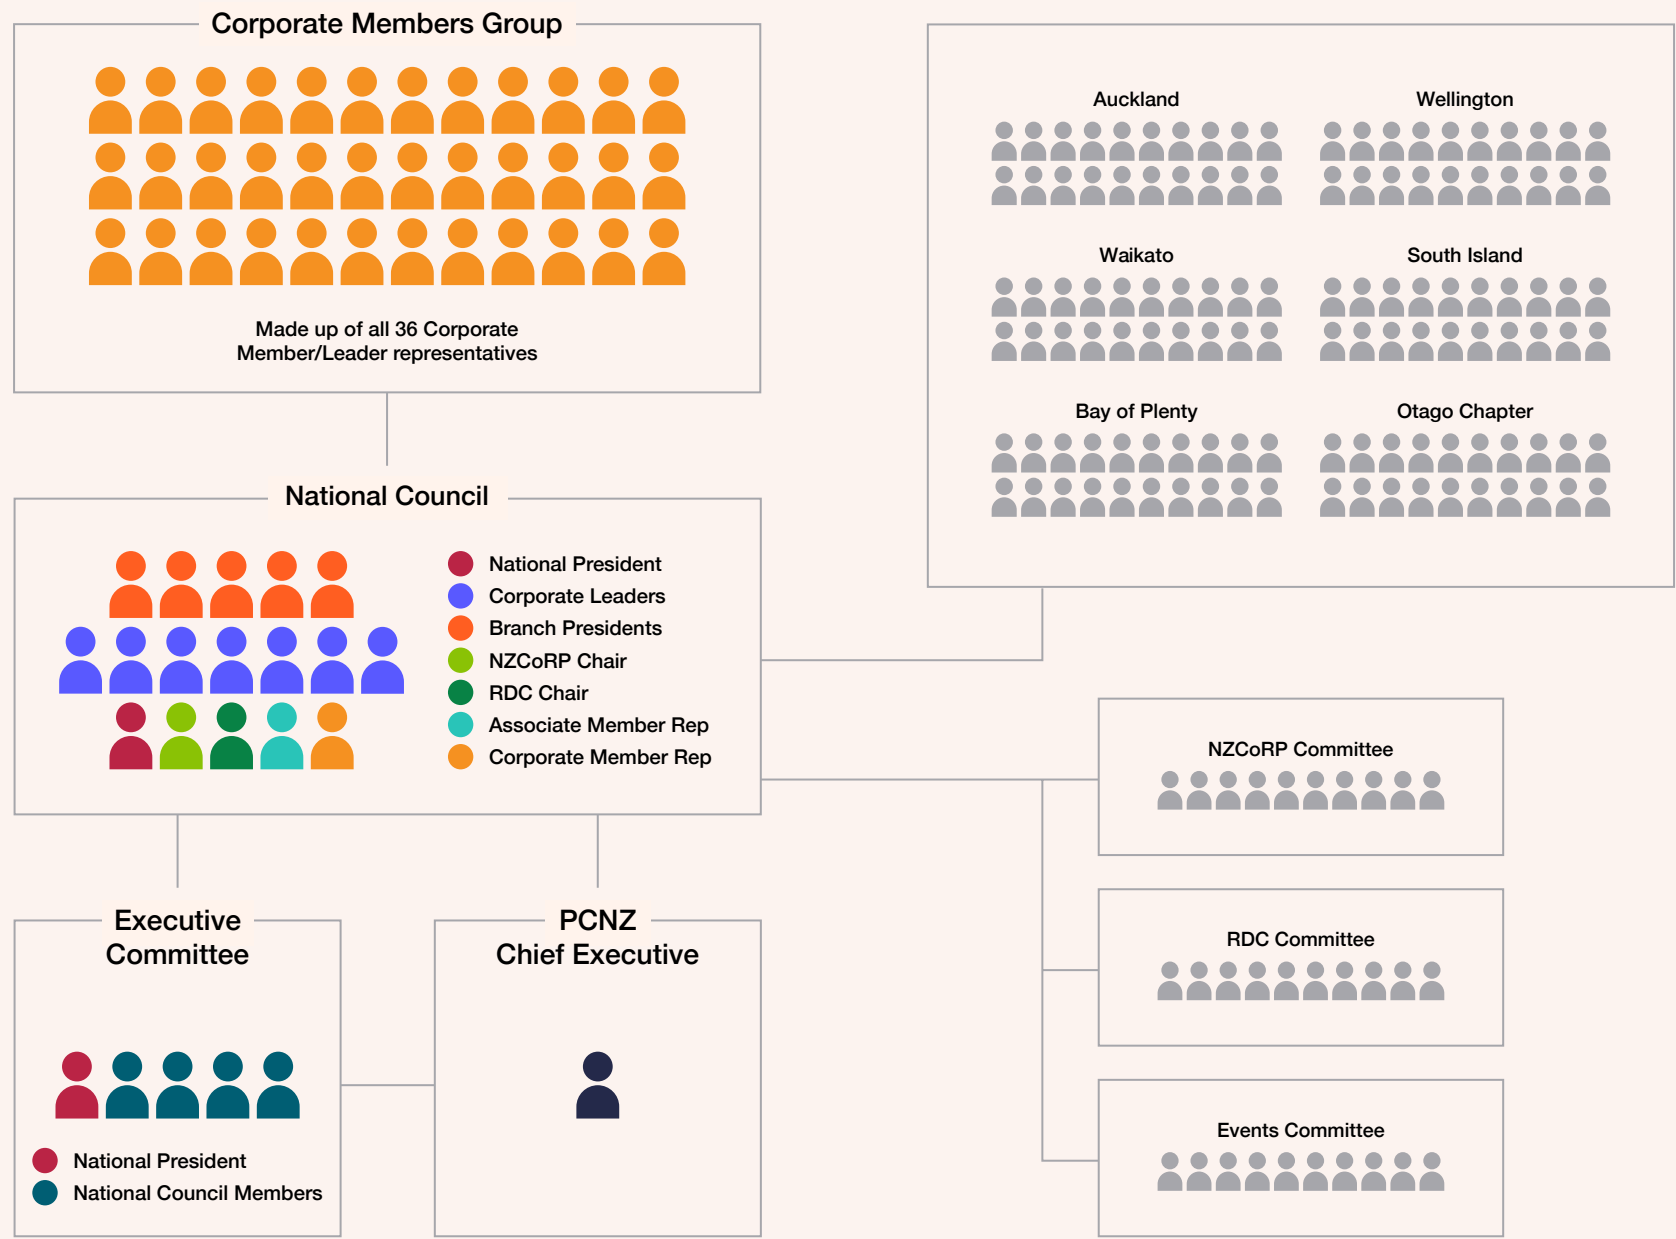 Corporate Members Group
Made up of all 36 Corporate
Member/Leader representatives
Auckland
Wellington
Waikato
South Island
Bay of Plenty
Otago Chapter
National Council
National President
Corporate Leaders
Branch Presidents
NZCoRP Chair
RDC Chair
Associate Member Rep
Corporate Member Rep
NZCoRP Committee
RDC Committee
Events Committee
Executive
Committee
National President
National Council Members
PCNZ
Chief Executive